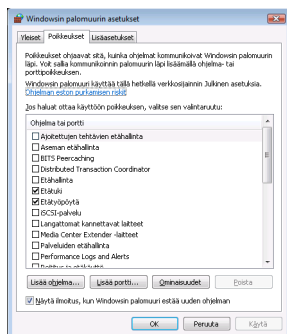 Windowsin palomuurin asetukset
Yleiset Poikkeukset Lisäasetukset
Poikkeukset ohjaavat sitä, kuinka ohjelmat kommunikoivat Windowsin palomuurin
läpi. Voit sallia kommunikoinnin palomuurin läpi lisäämällä ohjelma- tai
porttipoikkeuksen.
Windowsin palomuuri käyttää tällä hetkellä verkkosijainnin Julkinen asetuksia.
Ohjelman eston purkamisen riskit
Jos haluat ottaa käyttöön poikkeuksen, valitse sen valintaruutu:
Ohjelma tai portti
Ajoitettujen tehtävien etähallinta
Aseman etähallinta
BITS Peercaching
Distributed Transaction Coordinator
Etähallinta
Etätuki
Etätyöpöytä
iSCSI-palvelu
Langattomat kannettavat laitteet
Media Center Extender -laitteet
Palveluiden etähallinta
Performance Logs and Alerts
Lisää ohjelma... Lisää portti... Ominaisuudet Poista
Näytä ilmoitus, kun Windowsin palomuuri estää uuden ohjelman
OK Peruuta Käytä